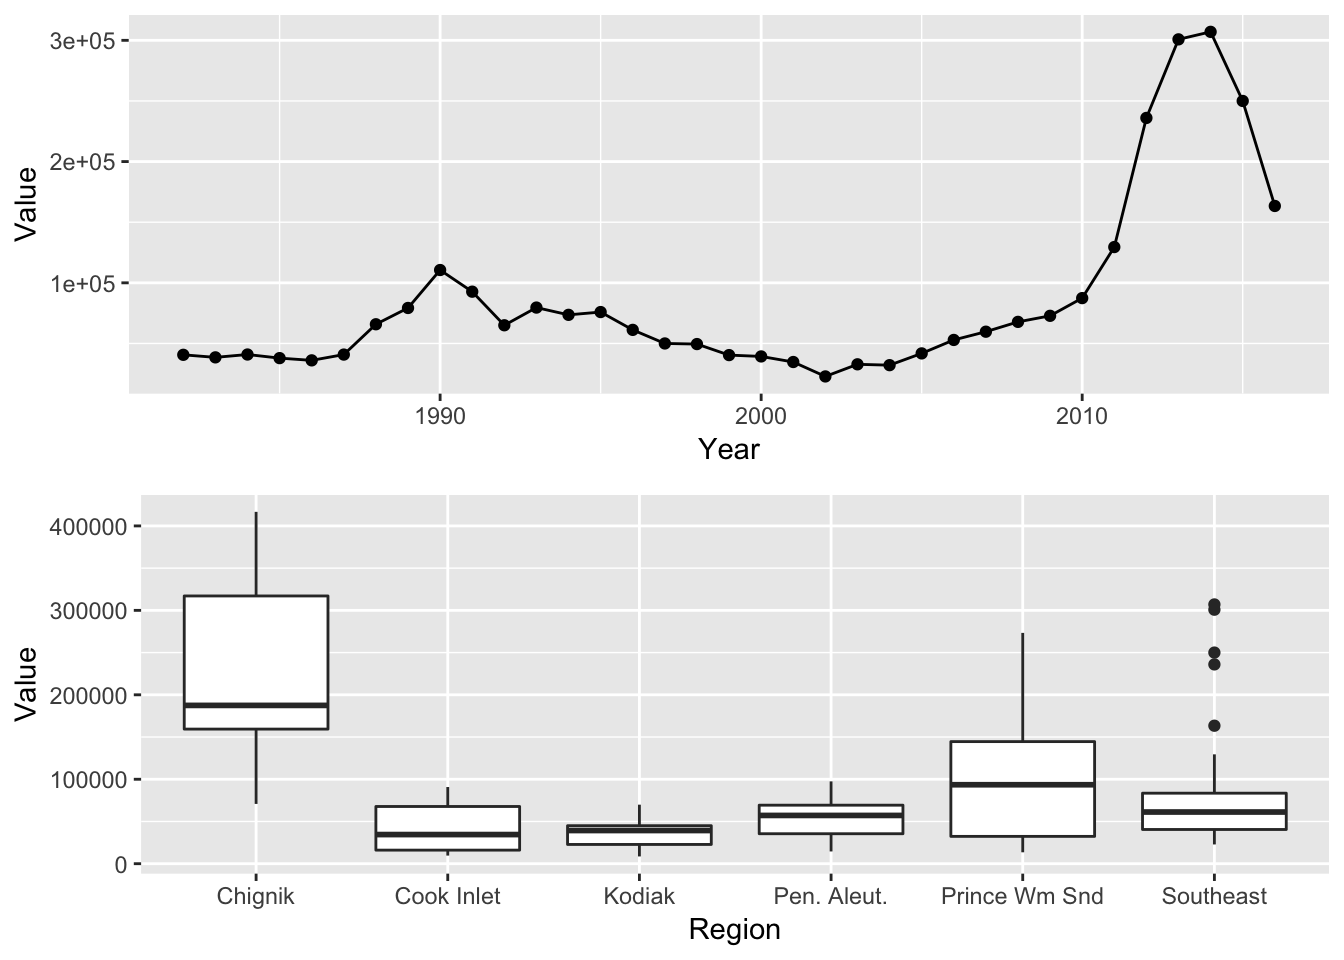 3e+05
2e+05
1e+05
Value
1990 2000 2010
Year
400000
300000
200000
100000
0
Value
Chignik Cook Inlet Kodiak Pen. Aleut. Prince Wm Snd Southeast
Region